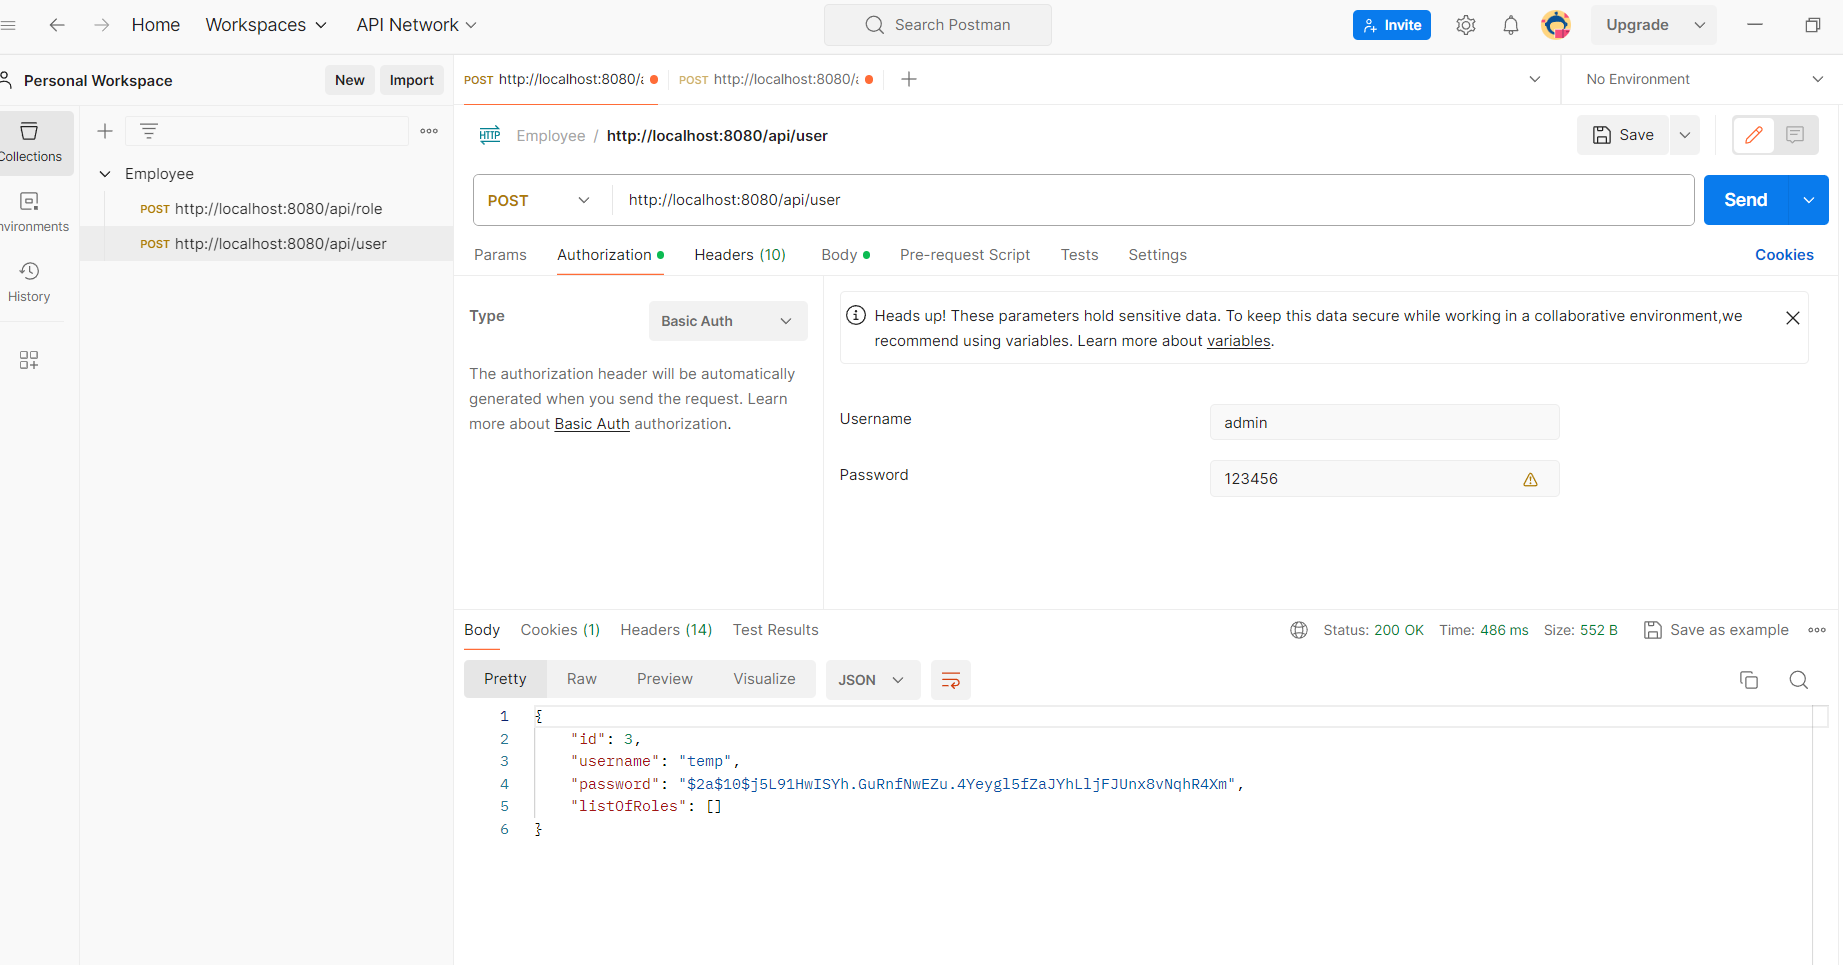 Home
Workspaces
API Network
Search Postman
Invite
Upgrade
Personal Workspace
New
Import
POST http://localhost:8080/a
POST http://localhost:8080/a
No Environment
Collections
Environments
History
Employee
POST http://localhost:8080/api/role
POST http://localhost:8080/api/user
HTTP
Employee / http://localhost:8080/api/user
Save
POST
http://localhost:8080/api/user
Send
Params
Authorization
Headers (10)
Body
Pre-request Script
Tests
Settings
Cookies
Type
Basic Auth
The authorization header will be automatically
generated when you send the request. Learn
more about Basic Auth authorization.
Heads up! These parameters hold sensitive data. To keep this data secure while working in a collaborative environment,we
recommend using variables. Learn more about variables.
Username
admin
Password
123456
Body
Cookies (1)
Headers (14)
Test Results
Status: 200 OK
Time: 486 ms
Size: 552 B
Save as example
Pretty
Raw
Preview
Visualize
JSON
1 {
2 "id": 3,
3 "username": "temp",
4 "password": "$2a$10$j5L91HwISYh.GuRnfNwEZu.4Yeygl5fZaJYhLljFJUnx8vNqhR4Xm",
5 "listOfRoles": []
6 }